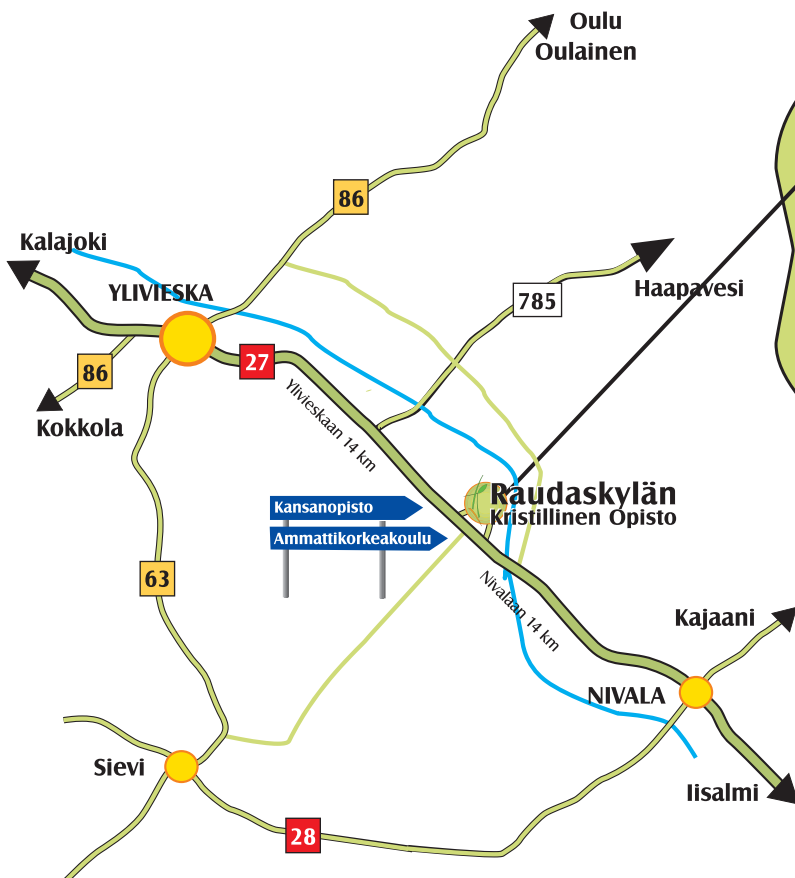 Oulu
Oulainen
86
Kalajoki
785
Haapavesi
YLIVIESKA
27
86
Kokkola
Ylivieskaan 14 km
Raudaskylän
Kristillinen Opisto
Kansanopisto
Ammattikorkeakoulu
63
Nivalaan 14 km
Kajaani
NIVALA
Sievi
Iisalmi
28